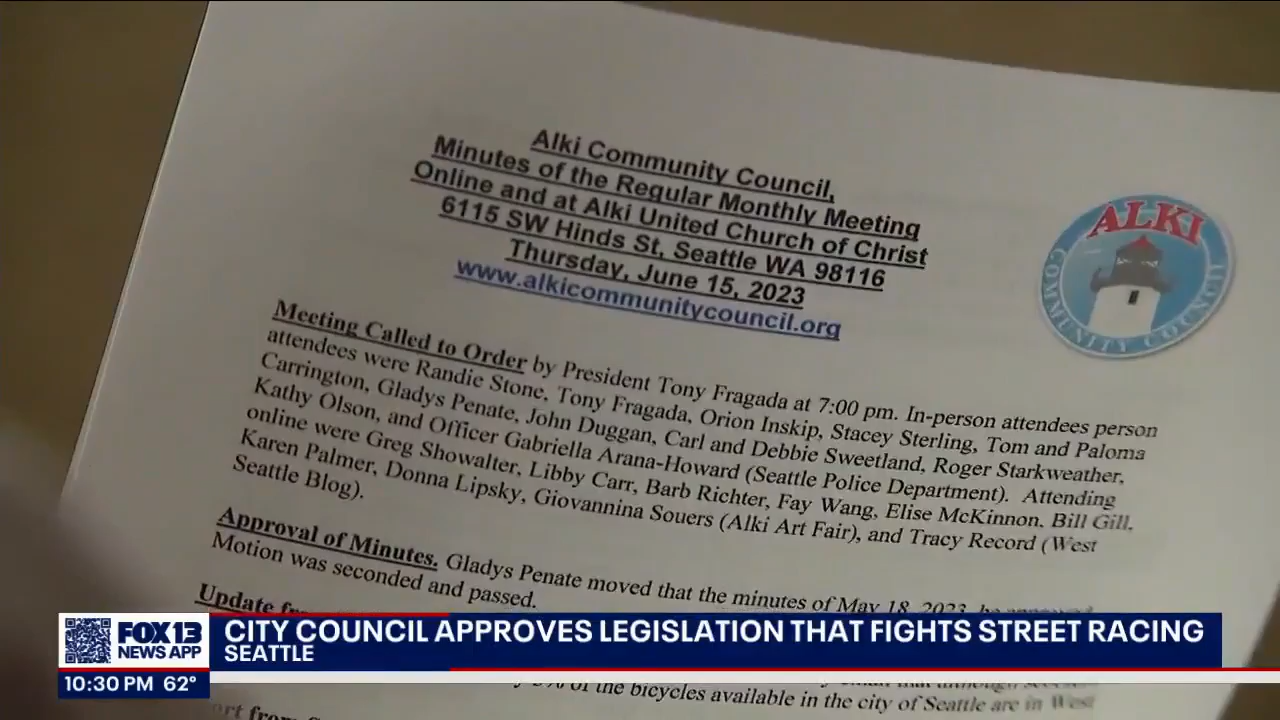 Alki Community Council,
Minutes of the Regular Monthly Meeting
Online and at Alki United Church of Christ
6115 SW Hinds St, Seattle WA 98116
Thursday, June 15, 2023
www.alkicommunitycouncil.org
ALKI
COMMUNITY COUNCIL
Meeting Called to Order by President Tony Fragada at 7:00 pm. In-person attendees person
attendees were Randie Stone, Tony Fragada, Orion Inskip, Stacey Sterling, Tom and Paloma
Carrington, Gladys Penate, John Duggan, Carl and Debbie Sweetland, Roger Starkweather,
Kathy Olson, and Officer Gabriella Arana-Howard (Seattle Police Department). Attending
online were Greg Showalter, Libby Carr, Barb Richter, Fay Wang, Elise McKinnon. Bill Gill,
Karen Palmer, Donna Lipsky, Giovannina Souers (Alki Art Fair), and Tracy Record (West
Seattle Blog).
Approval of Minutes. Gladys Penate moved that the minutes of May 18, 2023, be approved
Motion was seconded and passed.
Update
FOX 13
NEWS APP
CITY COUNCIL APPROVES LEGISLATION THAT FIGHTS STREET RACING
SEATTLE
10:30 PM 62°
of the bicycles available in the city of Seattle are in West